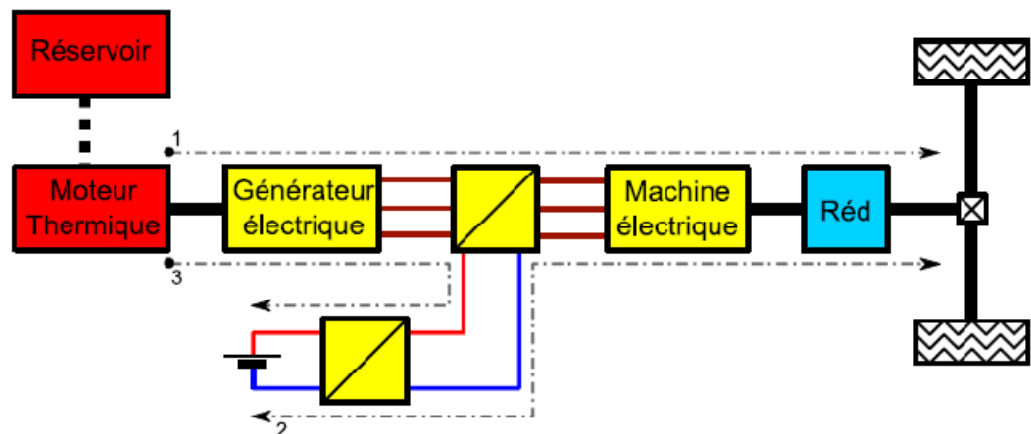 Réservoir
1
Moteur
Thermique
Générateur
électrique
Machine
électrique
Réd
3
2